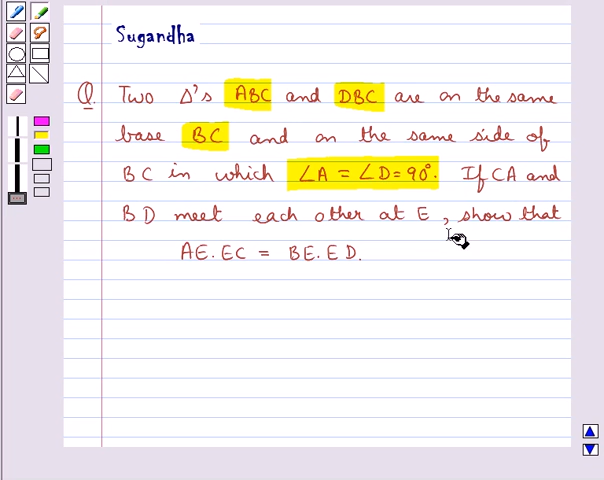 Sugandha
Q. Two Δ's ABC and DBC are on the same
base BC and on the same side of
BC in which ∠A = ∠D = 90°. If CA and
BD meet each other at E, show that
AE.EC = BE.ED.